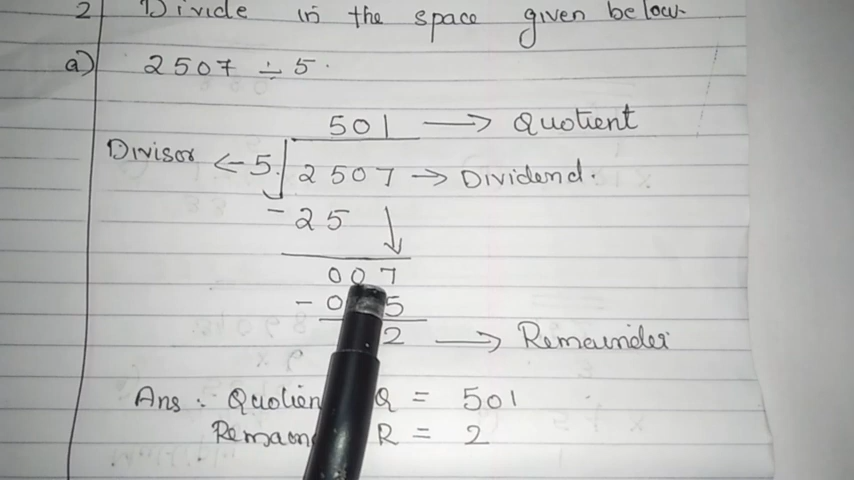 2 Divide in the space given below.
a) 2507 ÷ 5.
501 → Quotient
Divisor ← 5 2507 → Dividend.
- 25 ↓
007
- 0 5
2 → Remainder
Ans: Q = 501
R = 2